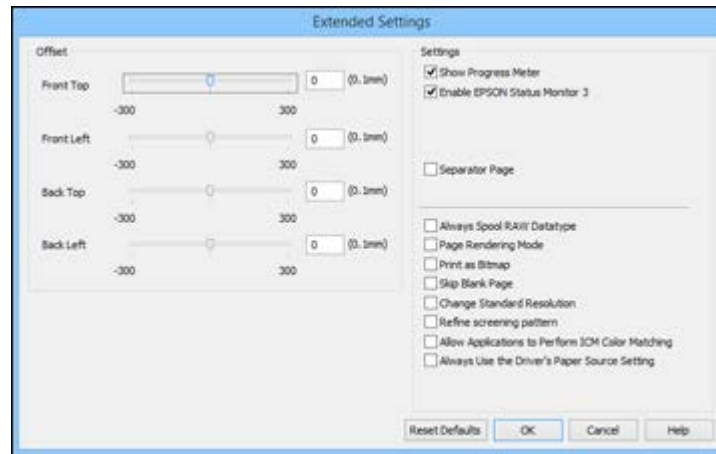 Extended Settings
Offset
Front Top
0 (0.1mm)
-300 300
Front Left
0 (0.1mm)
-300 300
Back Top
0 (0.1mm)
-300 300
Back Left
0 (0.1mm)
-300 300
Settings
Show Progress Meter
Enable EPSON Status Monitor 3
Separator Page
Always Spool RAW Datatype
Page Rendering Mode
Print as Bitmap
Skip Blank Page
Change Standard Resolution
Refine screening pattern
Allow Applications to Perform ICM Color Matching
Always Use the Driver's Paper Source Setting
Reset Defaults OK Cancel Help